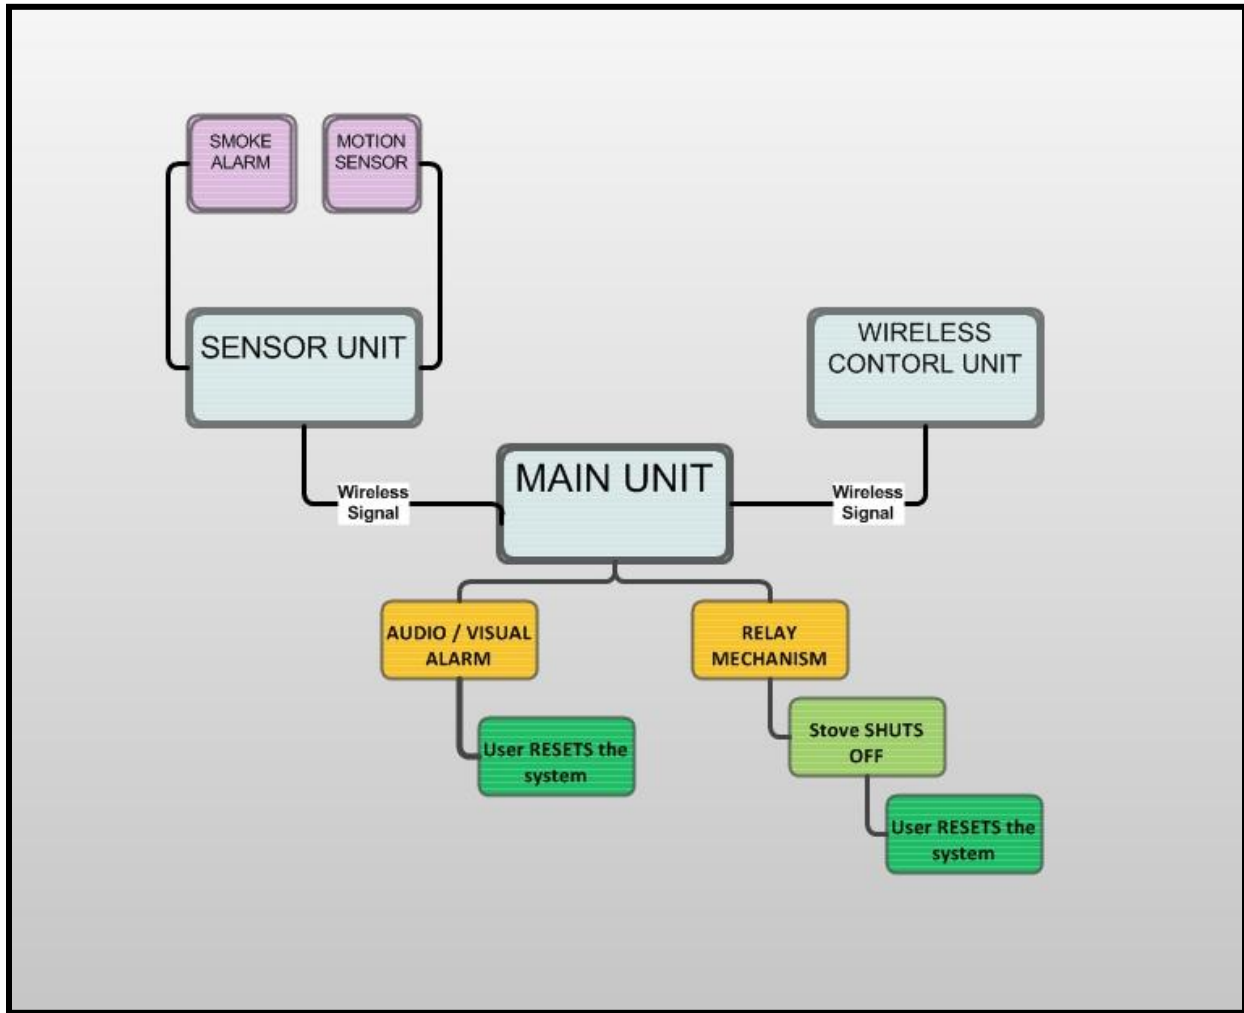 SMOKE
ALARM
MOTION
SENSOR
SENSOR UNIT
WIRELESS
CONTORL UNIT
MAIN UNIT
Wireless
Signal
Wireless
Signal
AUDIO / VISUAL
ALARM
RELAY
MECHANISM
User RESETS the
system
Stove SHUTS
OFF
User RESETS the
system